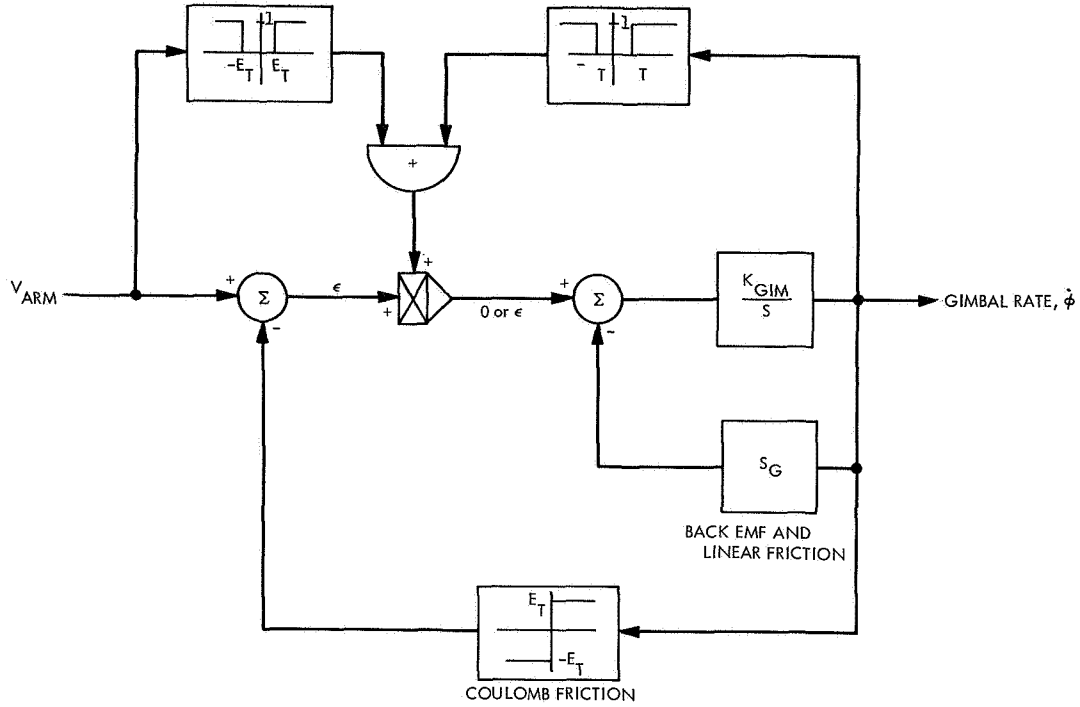 1
-E_T E_T
1
- T T
+
V_ARM
+
Σ
-
ε
+
+
0 or ε
+
Σ
-
K_GIM
S
GIMBAL RATE, φ̇
S_G
BACK EMF AND
LINEAR FRICTION
E_T
-E_T
COULOMB FRICTION